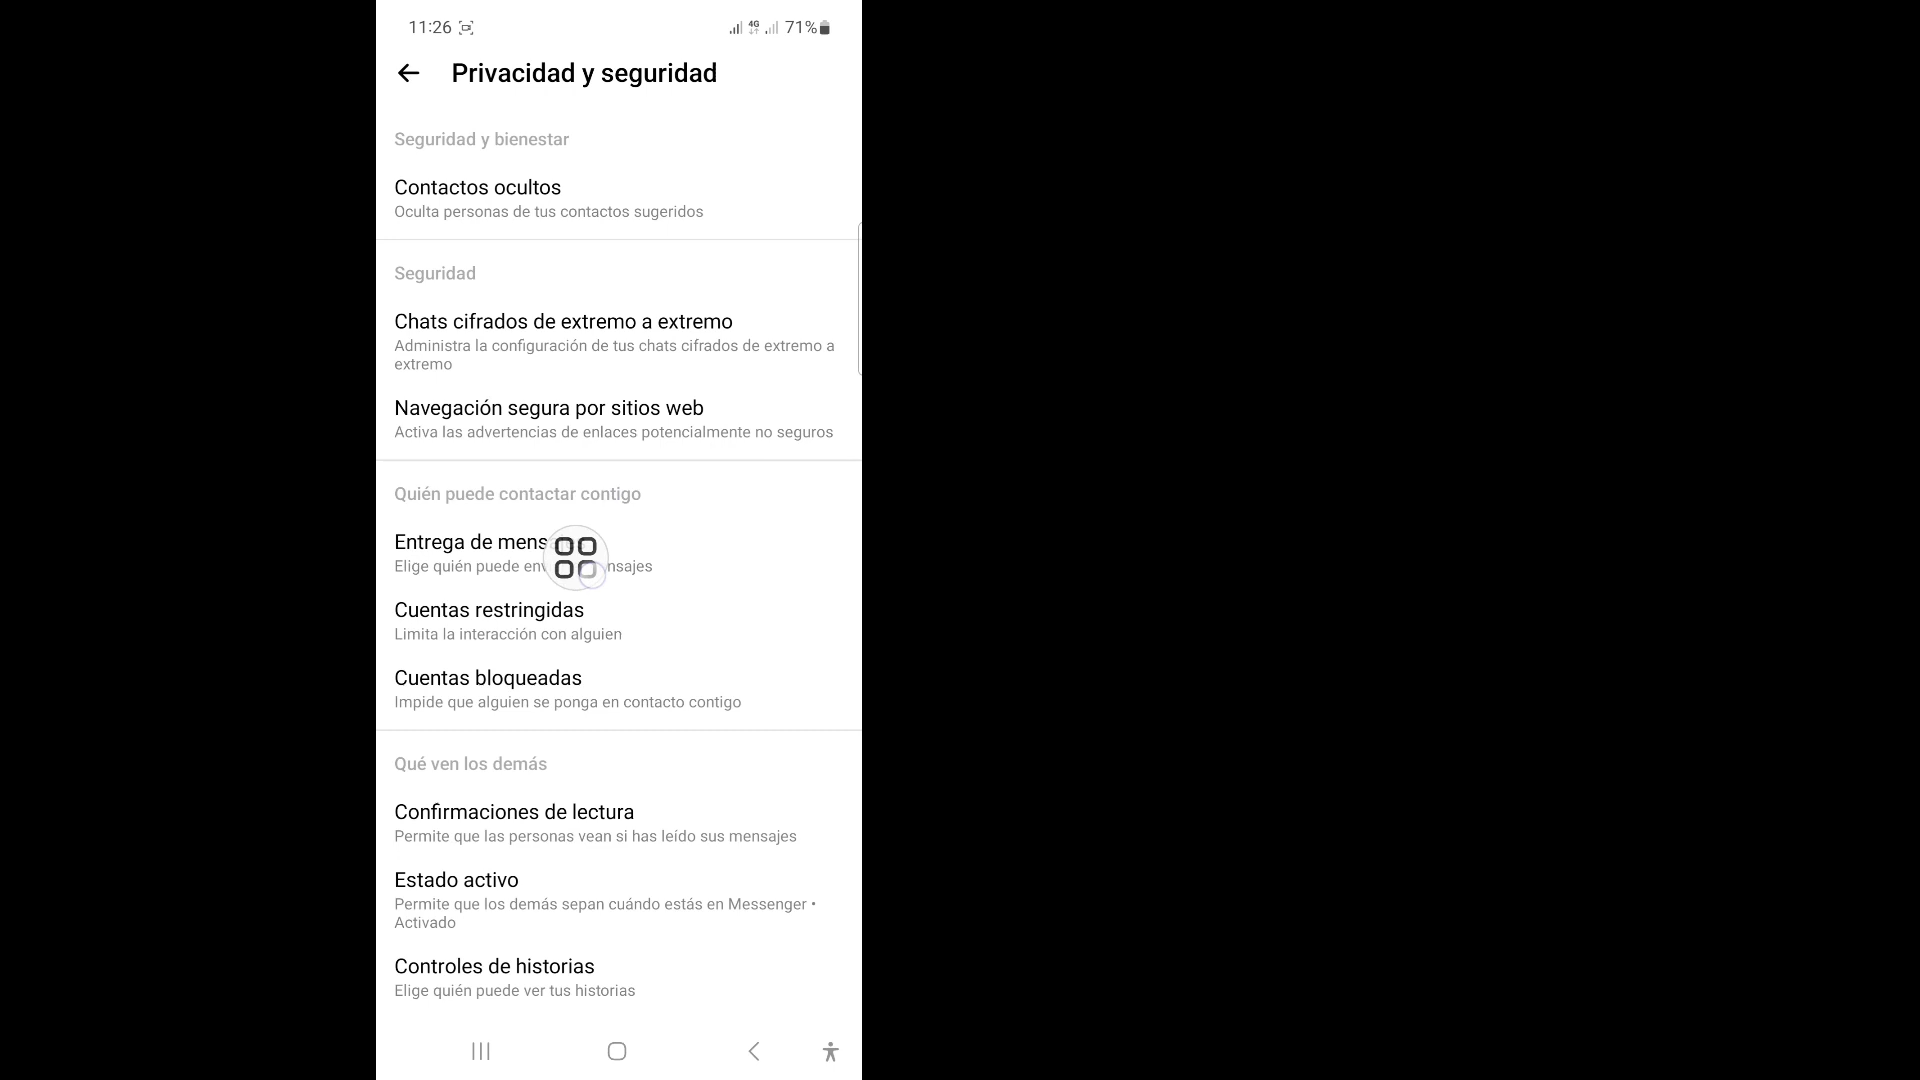 11:26 4G 71%
Privacidad y seguridad
Seguridad y bienestar
Contactos ocultos
Oculta personas de tus contactos sugeridos
Seguridad
Chats cifrados de extremo a extremo
Administra la configuración de tus chats cifrados de extremo a
extremo
Navegación segura por sitios web
Activa las advertencias de enlaces potencialmente no seguros
Quién puede contactar contigo
Entrega de
Elige quién puede
Cuentas restringidas
Limita la interacción con alguien
Cuentas bloqueadas
Impide que alguien se ponga en contacto contigo
Qué ven los demás
Confirmaciones de lectura
Permite que las personas vean si has leído sus mensajes
Estado activo
Permite que los demás sepan cuándo estás en Messenger •
Activado
Controles de historias
Elige quién puede ver tus historias